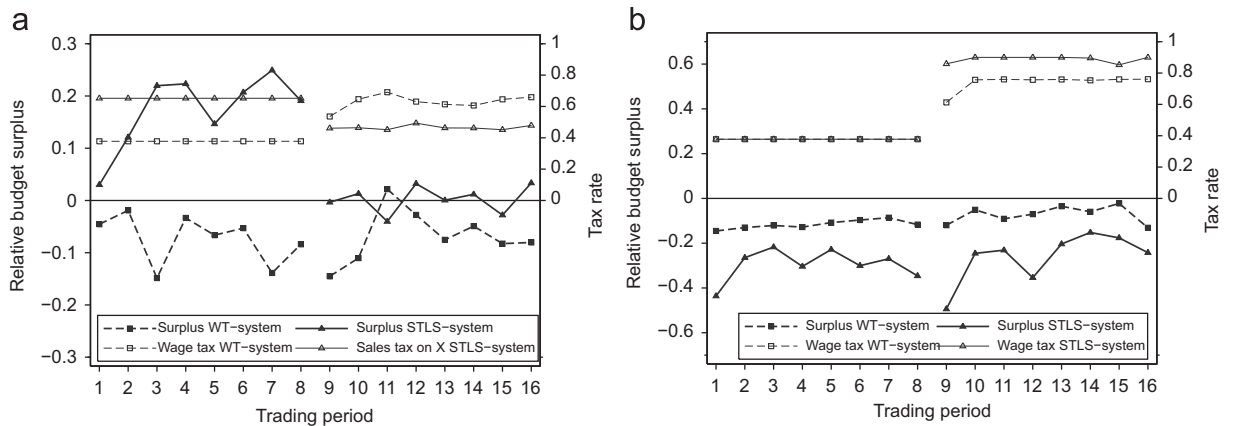 a
Relative budget surplus
0.3
0.2
0.1
0
−0.1
−0.2
−0.3
1
0.8
0.6
0.4
0.2
0
Tax rate
Surplus WT−system
Surplus STLS−system
Wage tax WT−system
Sales tax on X STLS−system
1 2 3 4 5 6 7 8 9 10 11 12 13 14 15 16
Trading period
b
Relative budget surplus
0.6
0.4
0.2
0
−0.2
−0.4
−0.6
1
0.8
0.6
0.4
0.2
0
Tax rate
Surplus WT−system
Surplus STLS−system
Wage tax WT−system
Wage tax STLS−system
1 2 3 4 5 6 7 8 9 10 11 12 13 14 15 16
Trading period